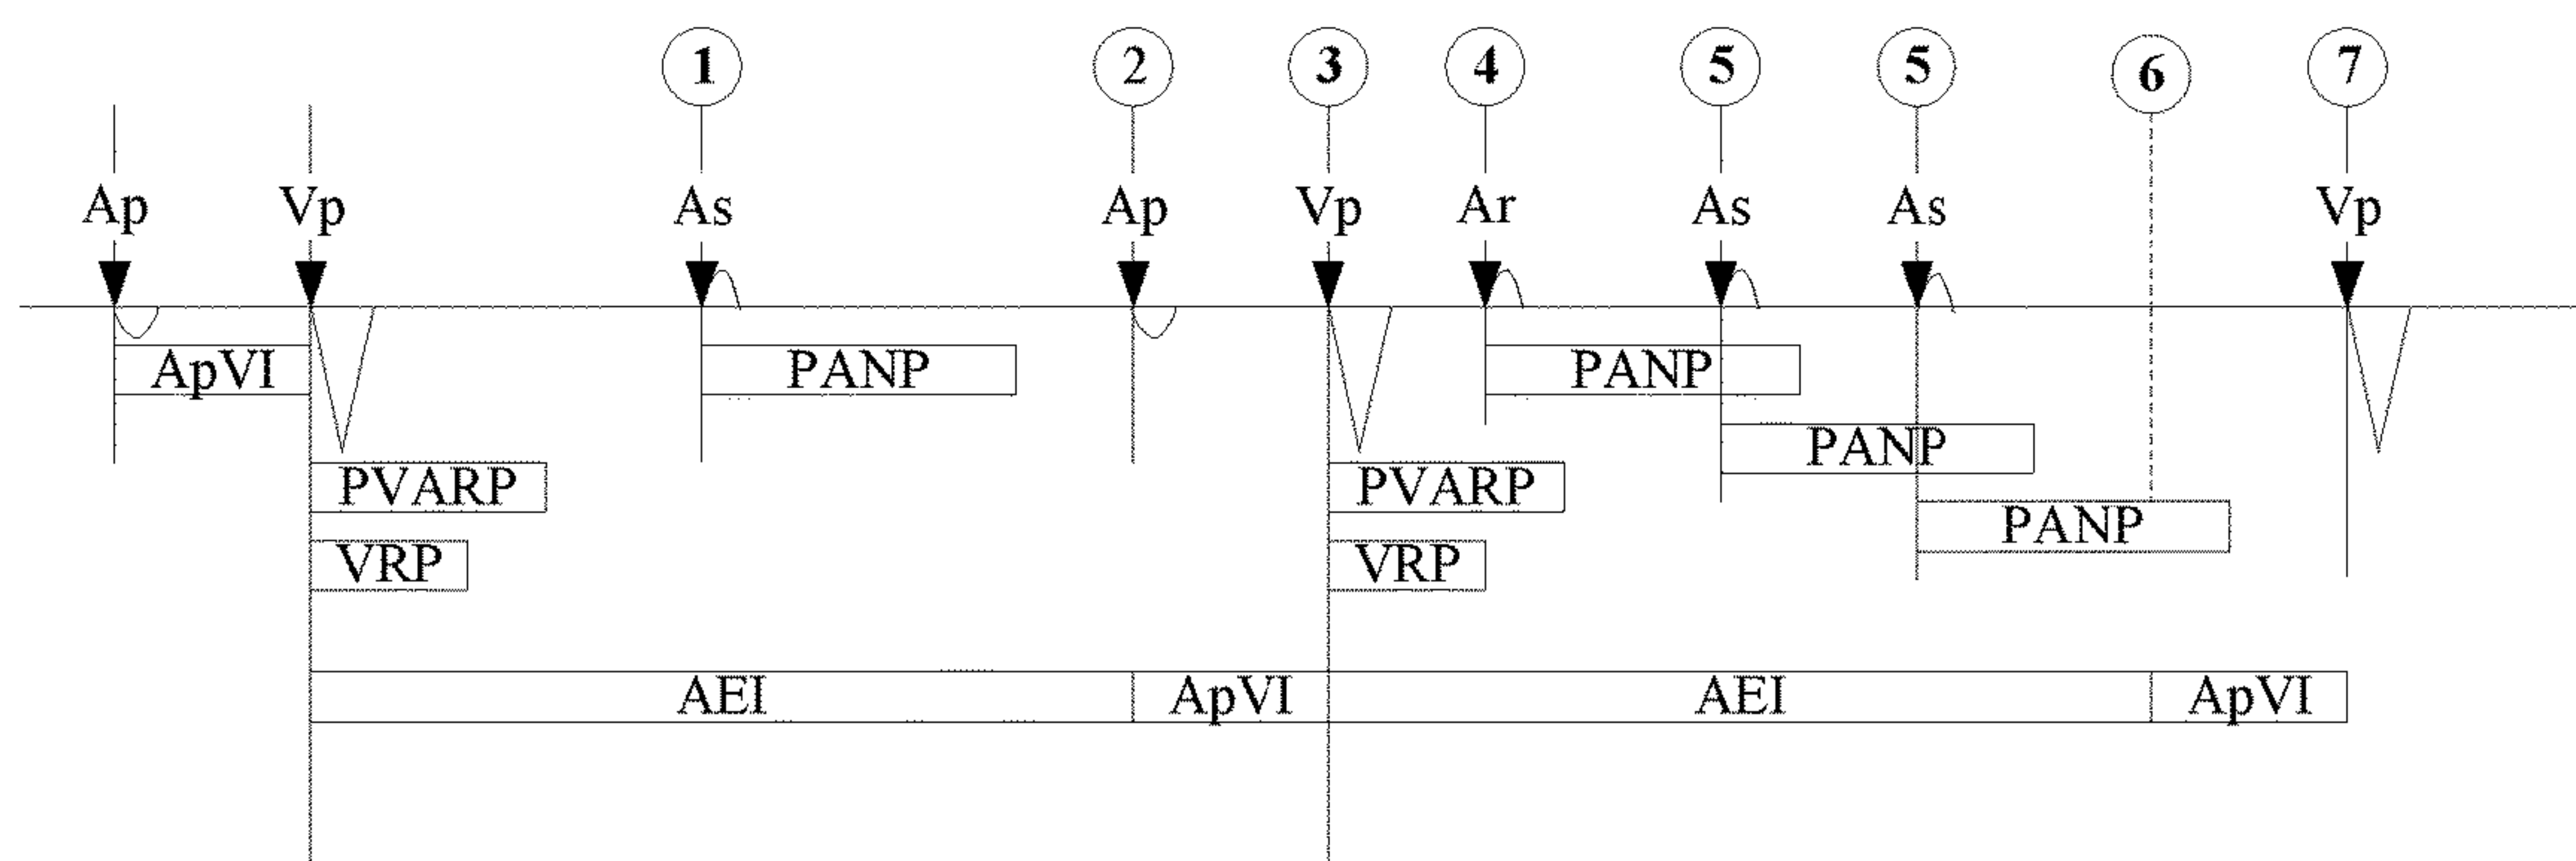 1 2 3 4 5 5 6 7
Ap Vp As Ap Vp Ar As As Vp
ApVI PANP PANP
PANP
PVARP PVARP
PANP
VRP VRP
AEI ApVI AEI ApVI